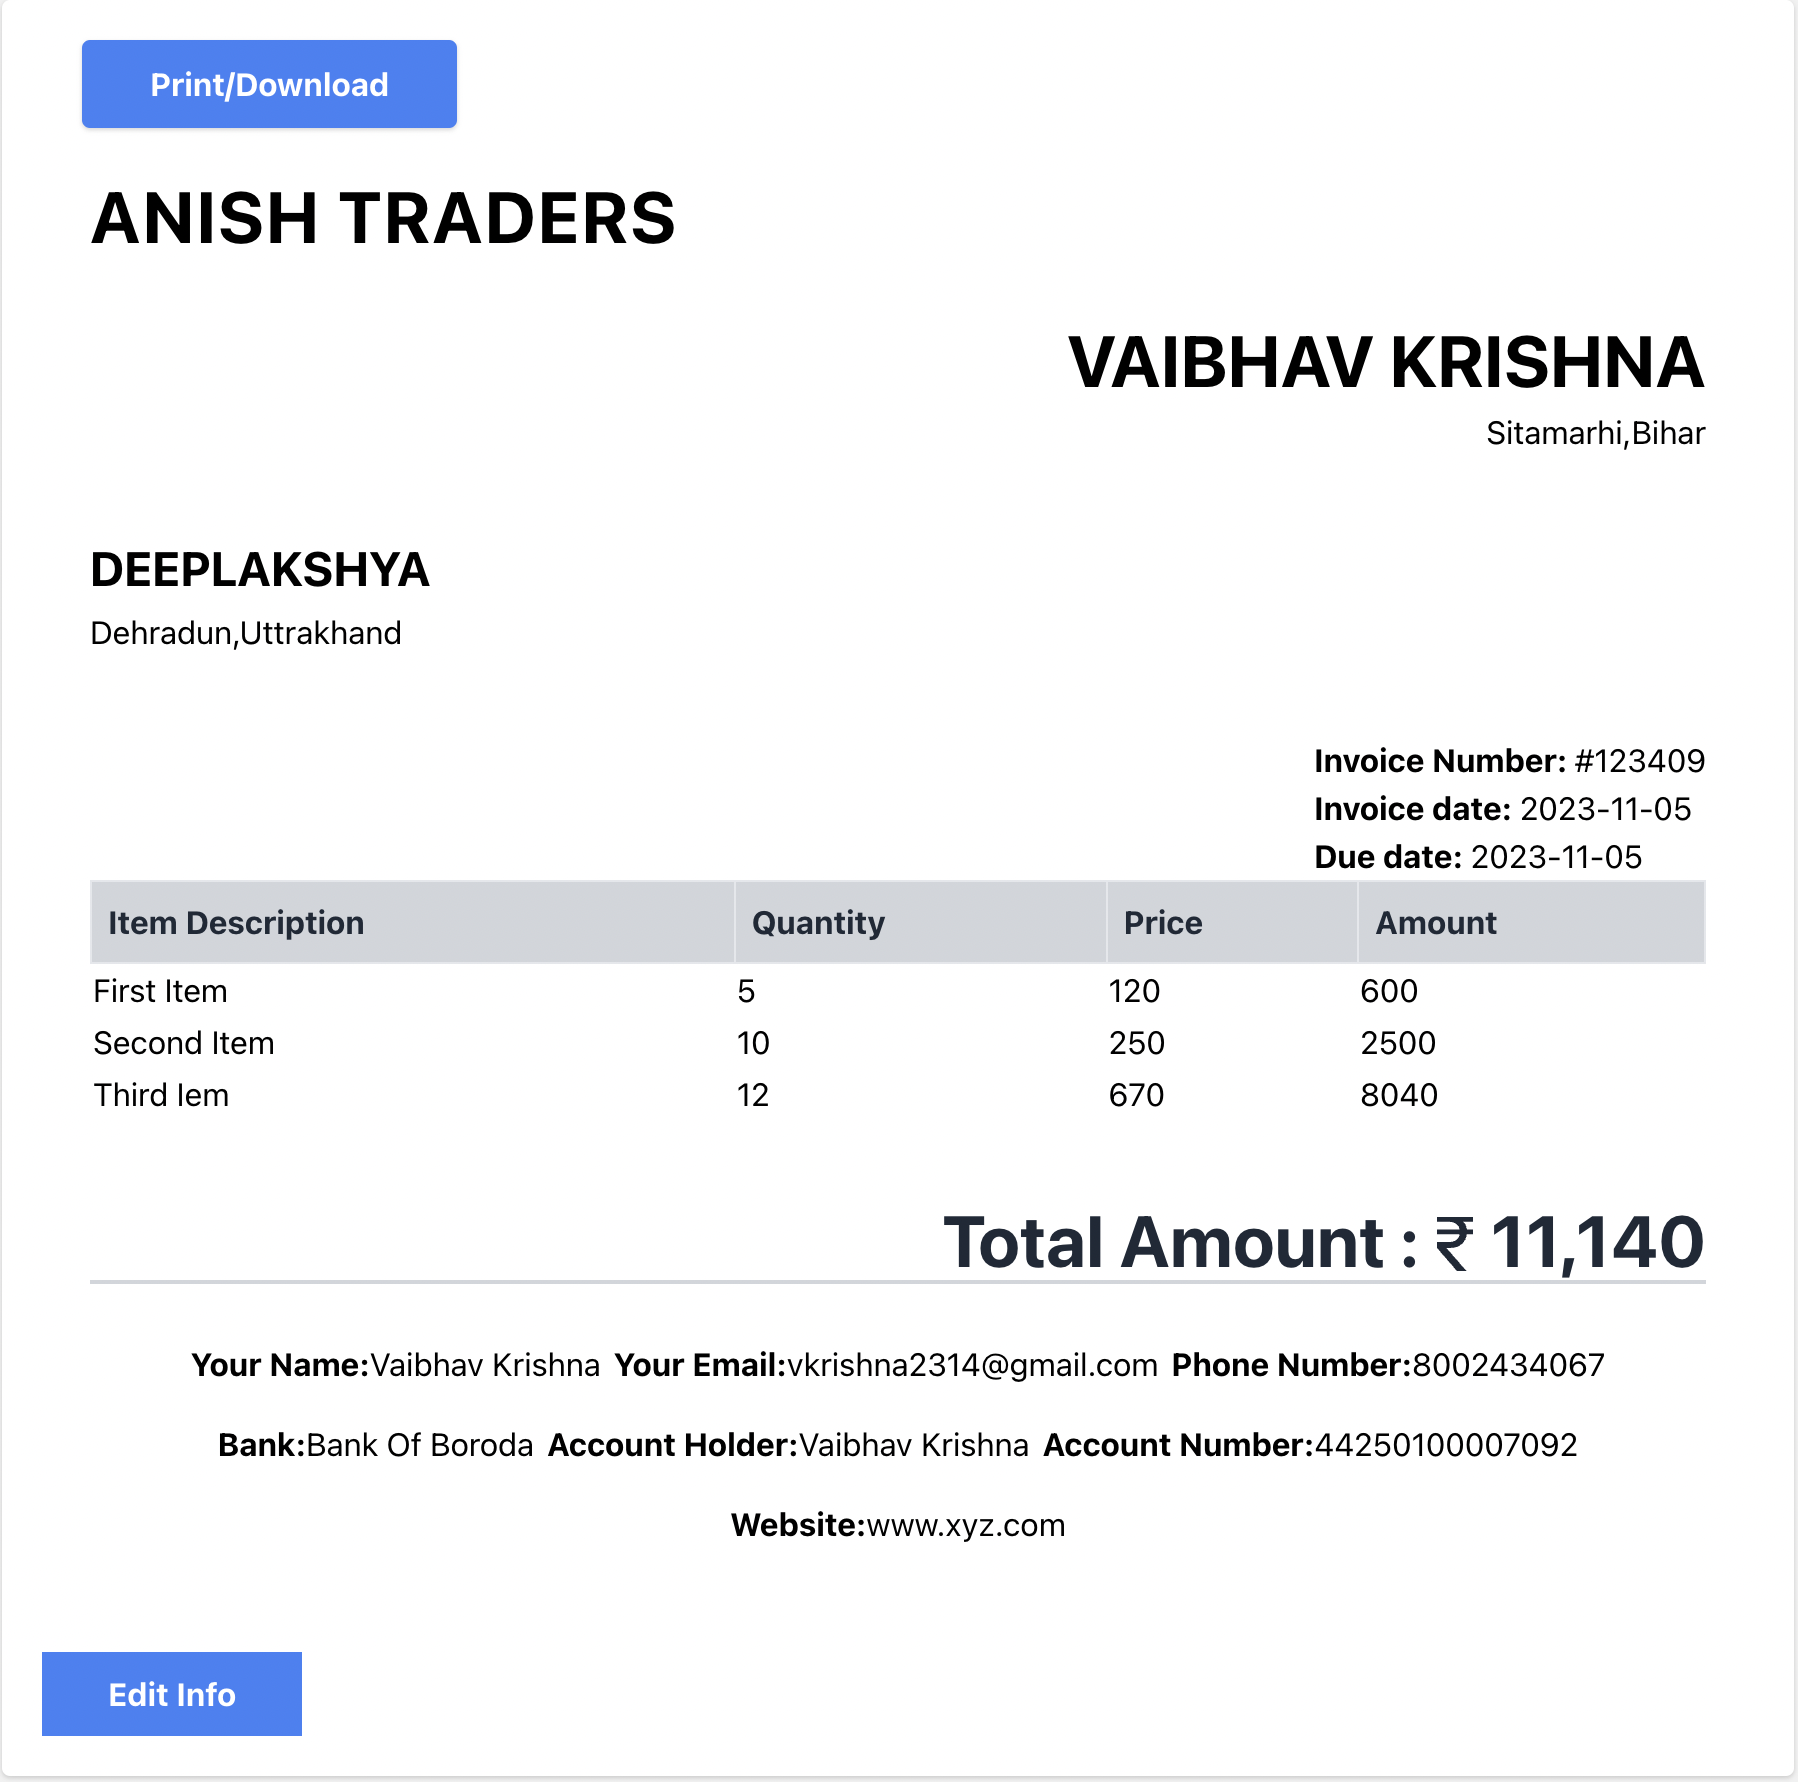 Print/Download
ANISH TRADERS
VAIBHAV KRISHNA
Sitamarhi,Bihar
DEEPLAKSHYA
Dehradun,Uttrakhand
Invoice Number: #123409
Invoice date: 2023-11-05
Due date: 2023-11-05
Item Description Quantity Price Amount
First Item 5 120 600
Second Item 10 250 2500
Third Iem 12 670 8040
Total Amount : ₹ 11,140
Your Name:Vaibhav Krishna Your Email:vkrishna2314@gmail.com Phone Number:8002434067
Bank:Bank Of Boroda Account Holder:Vaibhav Krishna Account Number:44250100007092
Website:www.xyz.com
Edit Info